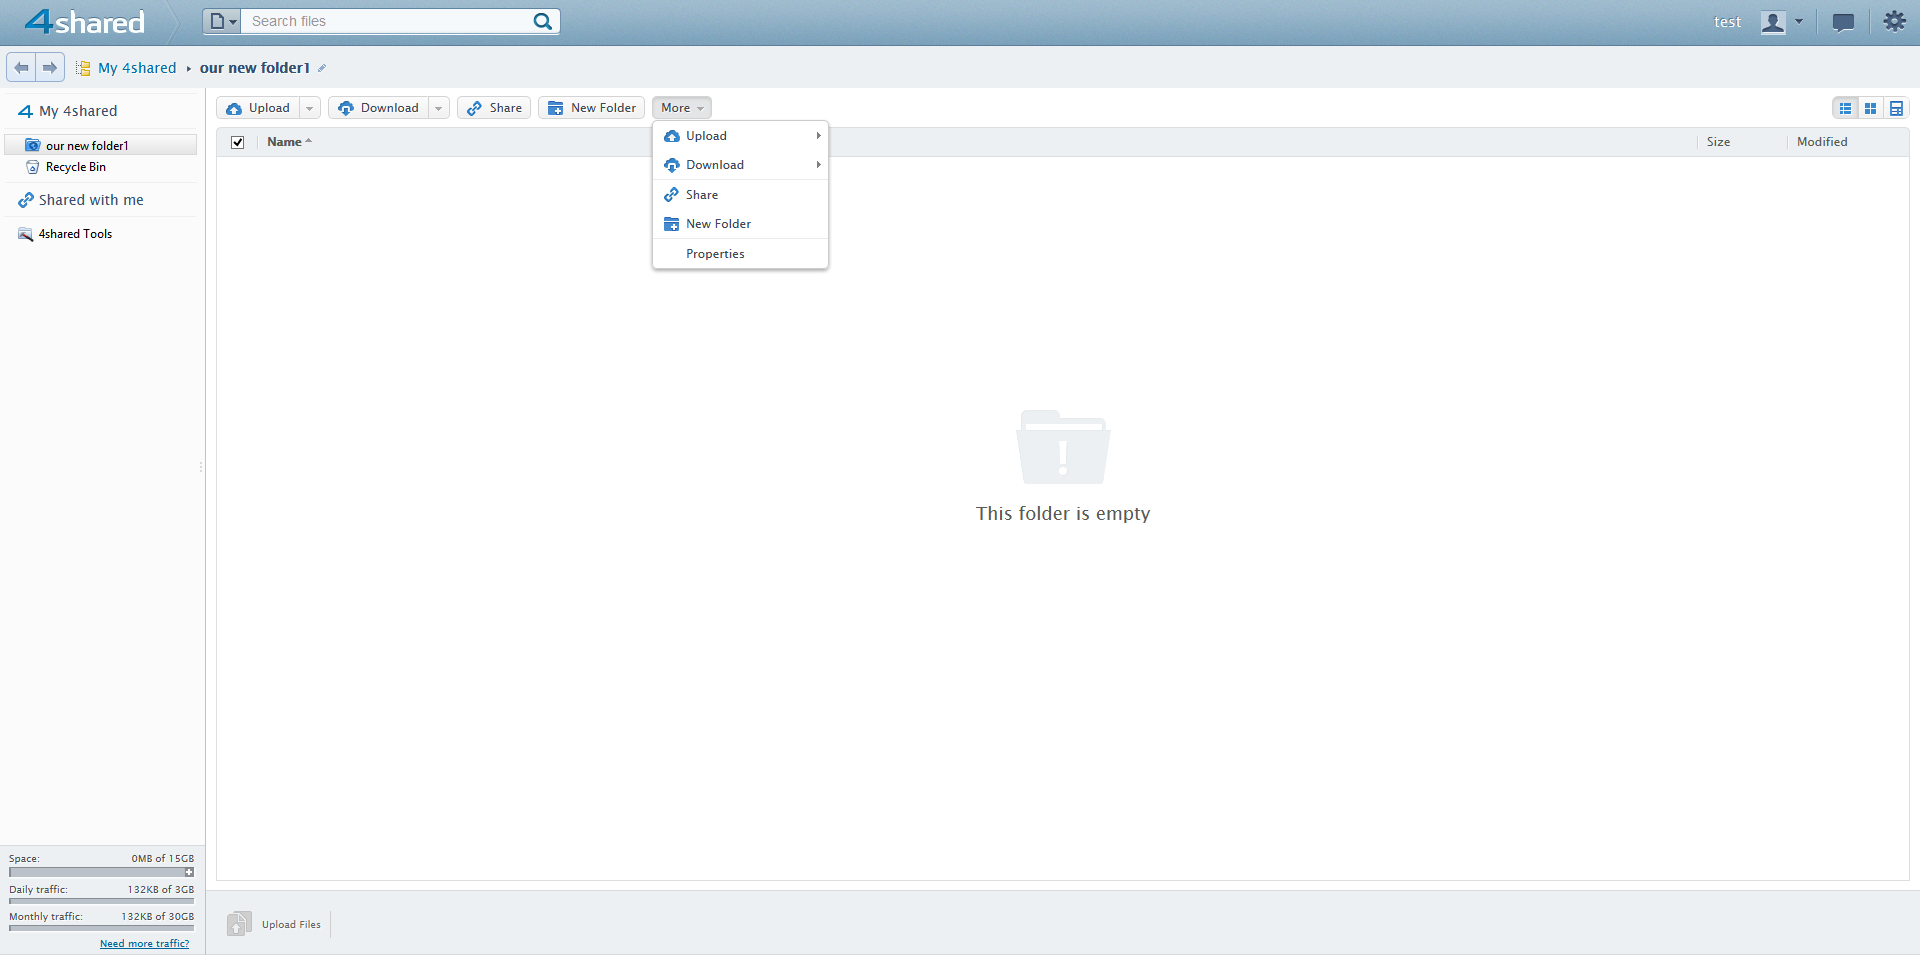 4shared
Search files
test
My 4shared
our new folder1
My 4shared
our new folder1
Recycle Bin
Shared with me
4shared Tools
Upload
Download
Share
New Folder
More
Name
Size
Modified
Upload
Download
Share
New Folder
Properties
This folder is empty
Space: 0MB of 15GB
Daily traffic: 132KB of 3GB
Monthly traffic: 132KB of 30GB
Need more traffic?
Upload Files